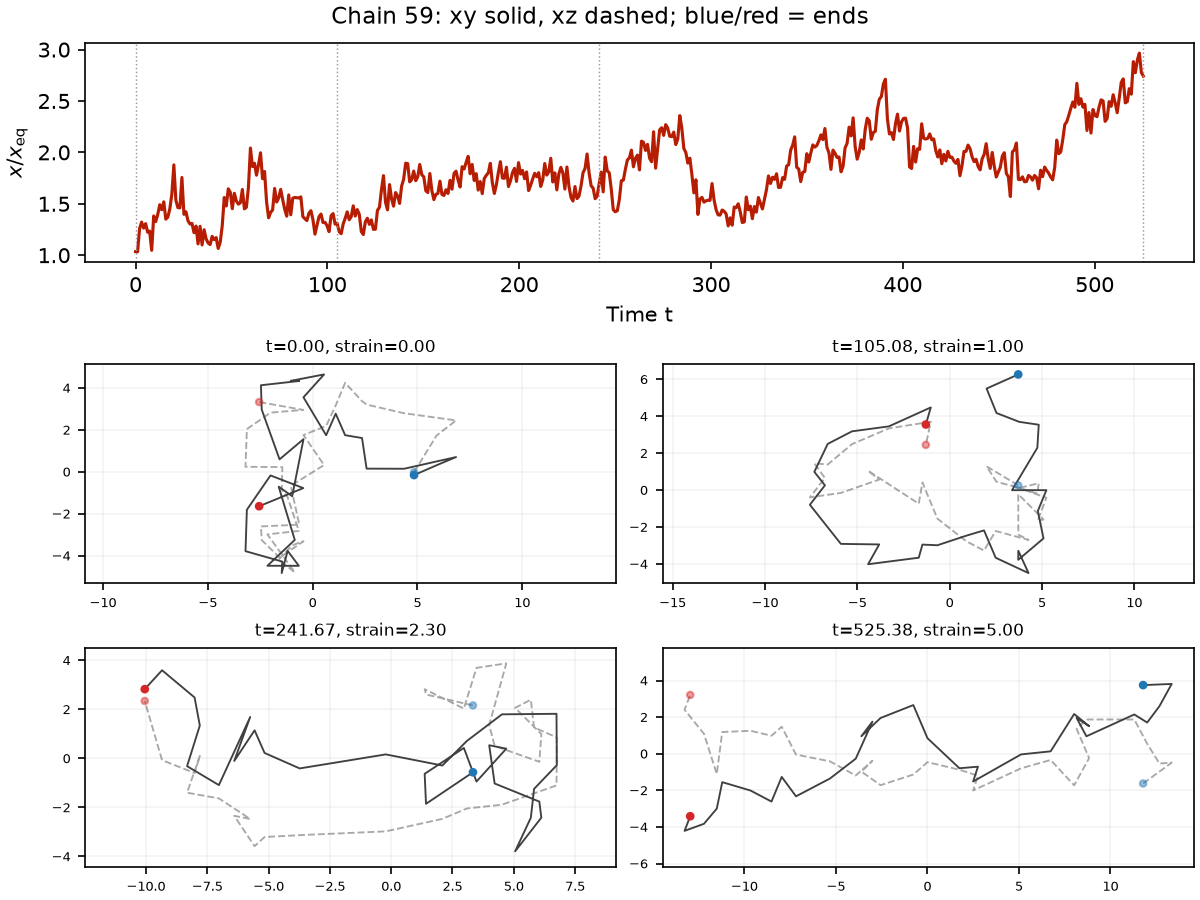 Chain 59: xy solid, xz dashed; blue/red = ends
x/x_eq
3.0
2.5
2.0
1.5
1.0
0 100 200 300 400 500
Time t
t=0.00, strain=0.00
4
2
0
−2
−4
−10 −5 0 5 10
t=105.08, strain=1.00
6
4
2
0
−2
−4
−15 −10 −5 0 5 10
t=241.67, strain=2.30
4
2
0
−2
−4
−10.0 −7.5 −5.0 −2.5 0.0 2.5 5.0 7.5
t=525.38, strain=5.00
4
2
0
−2
−4
−6
−10 −5 0 5 10